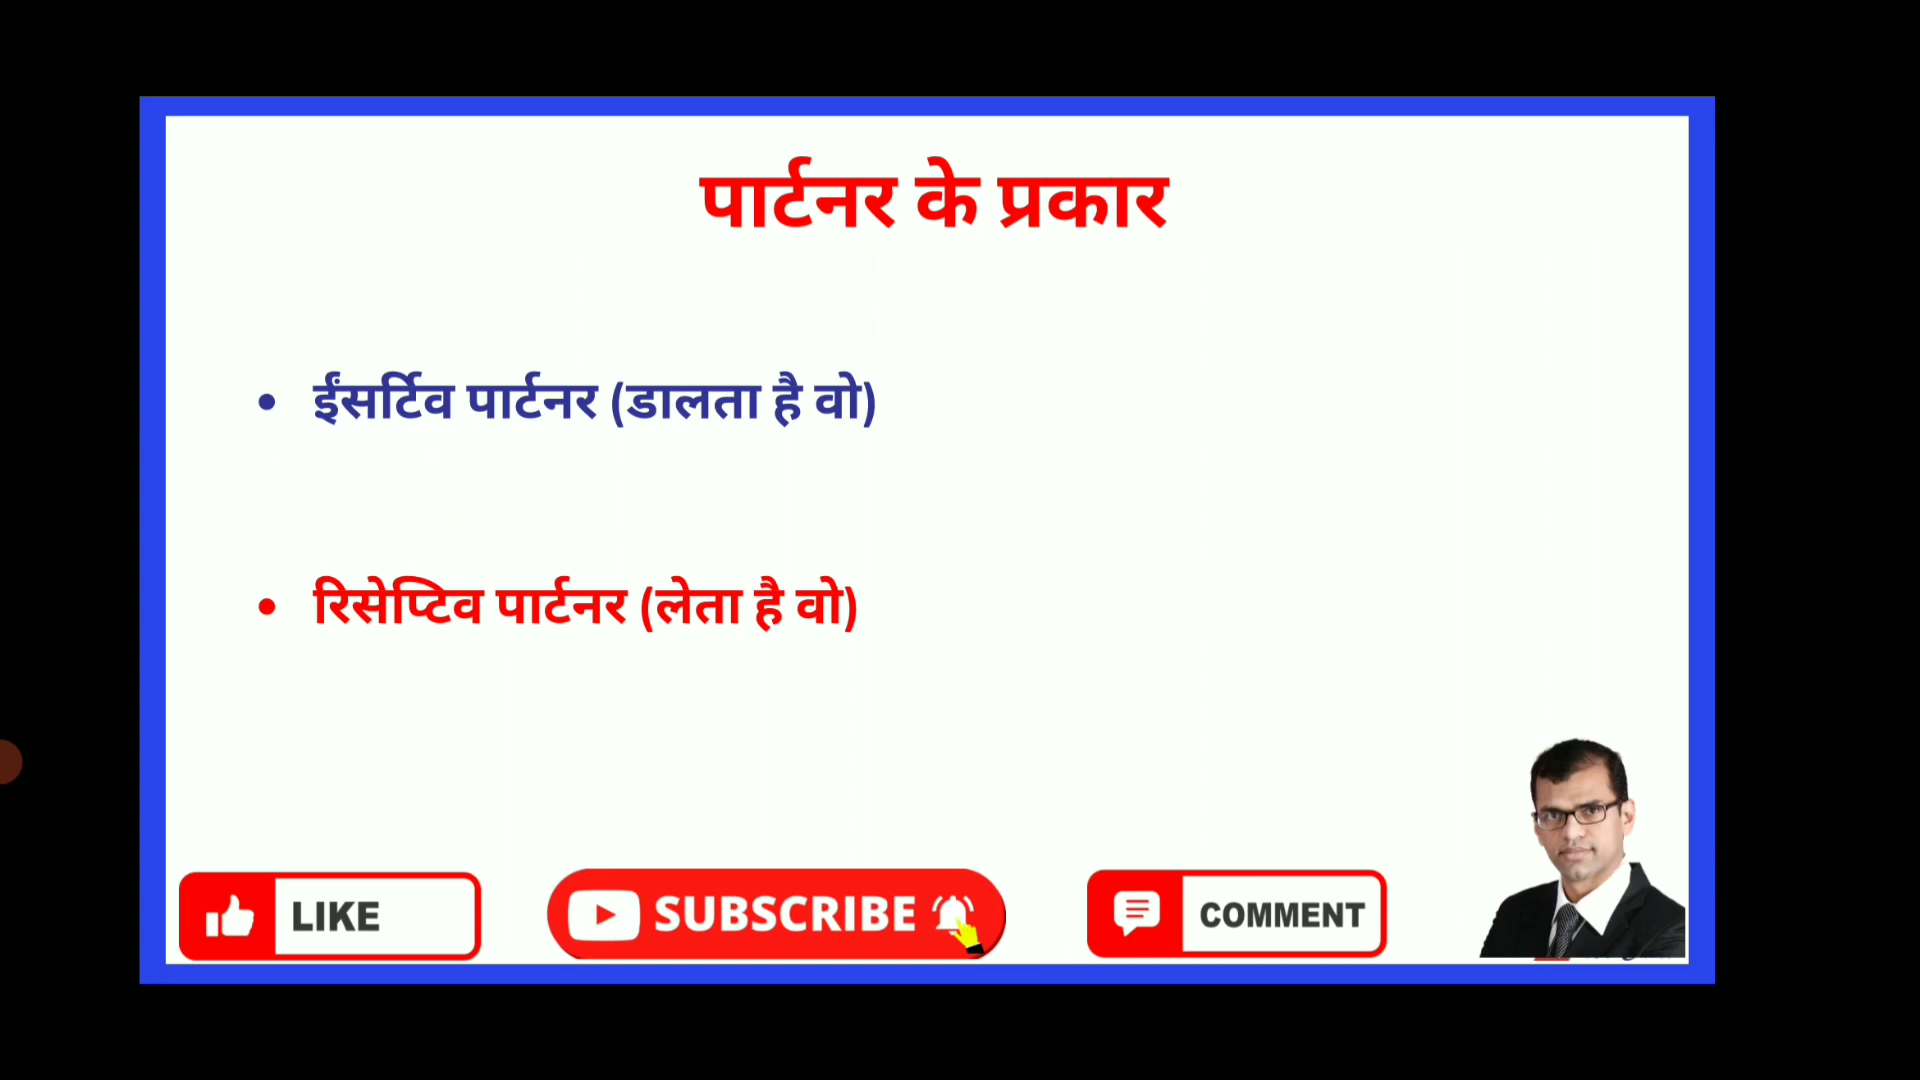 पार्टनर के प्रकार
• ईंसर्टिव पार्टनर (डालता है वो)
• रिसेप्टिव पार्टनर (लेता है वो)
LIKE
SUBSCRIBE
COMMENT